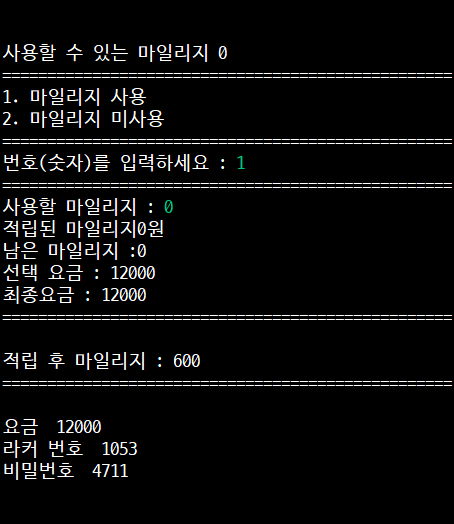 사용할 수 있는 마일리지 0
==================================================
1. 마일리지 사용
2. 마일리지 미사용
==================================================
번호(숫자)를 입력하세요 : 1
==================================================
사용할 마일리지 : 0
적립된 마일리지0원
남은 마일리지 :0
선택 요금 : 12000
최종요금 : 12000
==================================================
적립 후 마일리지 : 600
==================================================
요금  12000
라커 번호  1053
비밀번호  4711